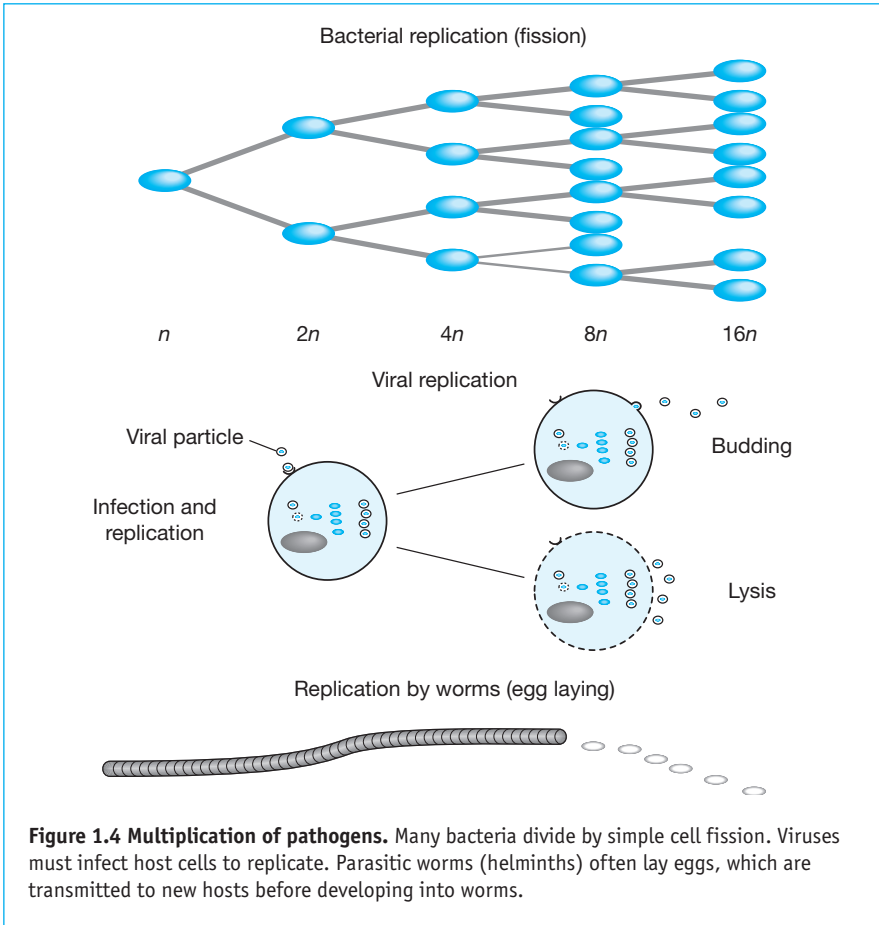 Bacterial replication (fission)
n 2n 4n 8n 16n
Viral replication
Viral particle
Budding
Infection and
replication
Lysis
Replication by worms (egg laying)
Figure 1.4 Multiplication of pathogens. Many bacteria divide by simple cell fission. Viruses
must infect host cells to replicate. Parasitic worms (helminths) often lay eggs, which are
transmitted to new hosts before developing into worms.